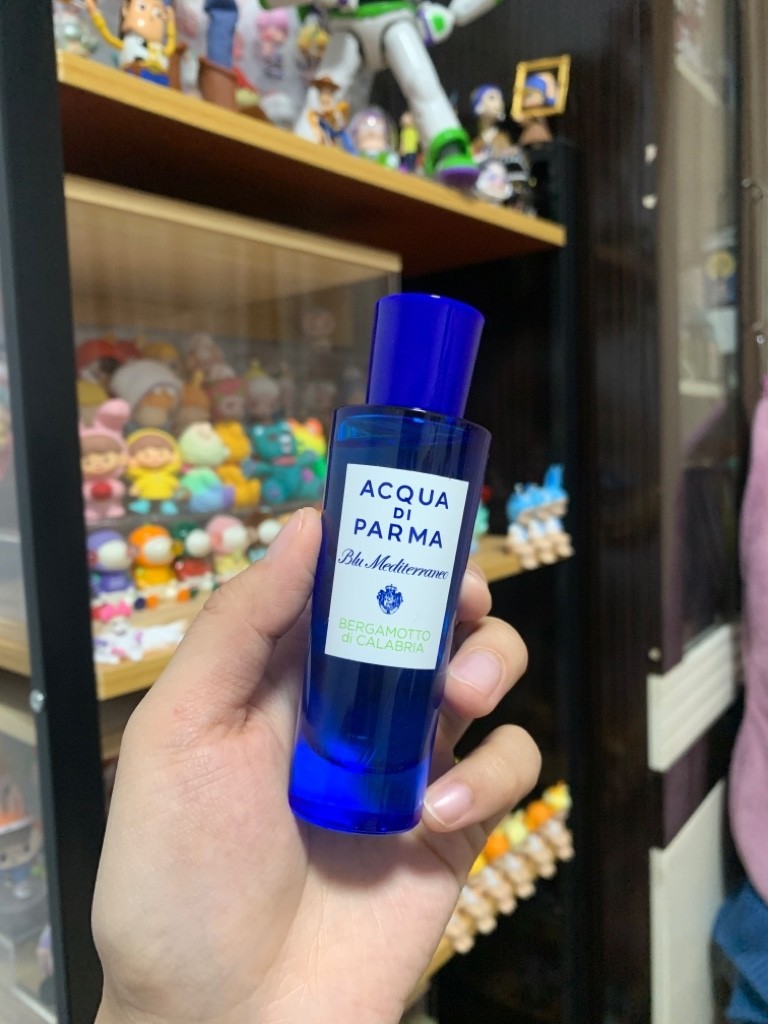 ACQUA
DI
PARMA
Blu Mediterraneo
BERGAMOTTO
di CALABRIA